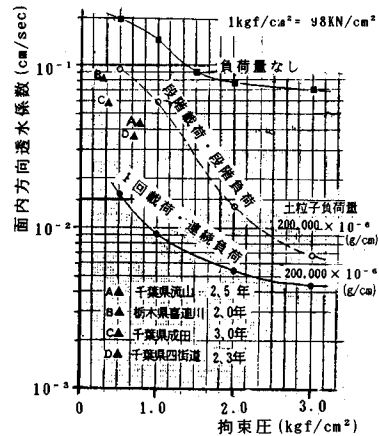 1kgf/cm²= 98KN/cm²
面内方向透水係数(cm/sec)
10⁻¹
10⁻²
10⁻³
負荷量なし
段階載荷・段階負荷
1回載荷・連続負荷
土粒子負荷量
200,000×10⁻⁶
(g/cm)
200,000×10⁻⁶
(g/cm)
B▲
C▲
A▲
D▲
A▲ 千葉県流山 2.5年
B▲ 栃木県喜連川 2.0年
C▲ 千葉県成田 3.0年
D▲ 千葉県四街道 2.3年
0.0 1.0 2.0 3.0
拘束圧(kgf/cm²)